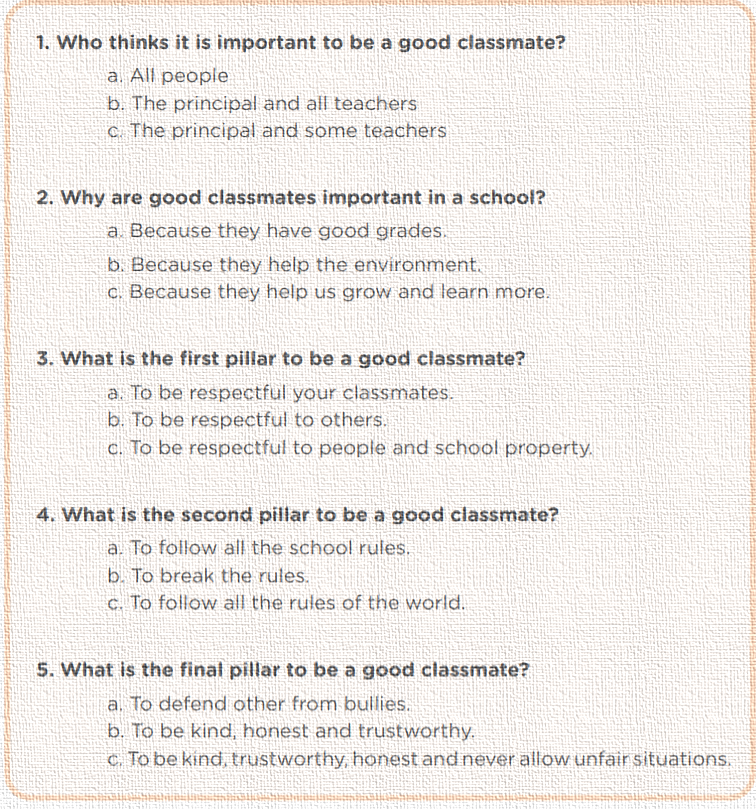 1. Who thinks it is important to be a good classmate?
a. All people
b. The principal and all teachers
c. The principal and some teachers
2. Why are good classmates important in a school?
a. Because they have good grades.
b. Because they help the environment.
c. Because they help us grow and learn more.
3. What is the first pillar to be a good classmate?
a. To be respectful your classmates.
b. To be respectful to others.
c. To be respectful to people and school property.
4. What is the second pillar to be a good classmate?
a. To follow all the school rules.
b. To break the rules.
c. To follow all the rules of the world.
5. What is the final pillar to be a good classmate?
a. To defend other from bullies.
b. To be kind, honest and trustworthy.
c. To be kind, trustworthy, honest and never allow unfair situations.